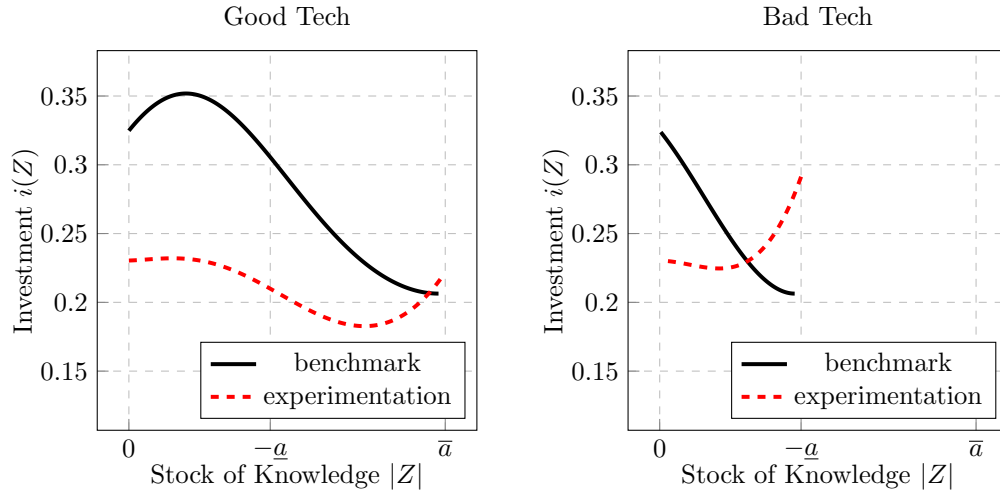 Good Tech
0.35
0.3
0.25
0.2
0.15
Investment i(Z)
benchmark
experimentation
0
−a̲
a̅
Stock of Knowledge |Z|
Bad Tech
0.35
0.3
0.25
0.2
0.15
Investment i(Z)
benchmark
experimentation
0
−a̲
a̅
Stock of Knowledge |Z|